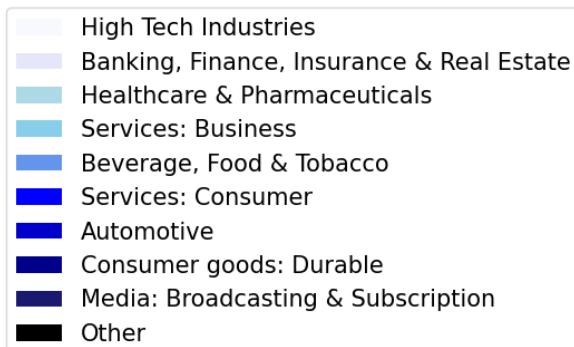 High Tech Industries
Banking, Finance, Insurance & Real Estate
Healthcare & Pharmaceuticals
Services: Business
Beverage, Food & Tobacco
Services: Consumer
Automotive
Consumer goods: Durable
Media: Broadcasting & Subscription
Other